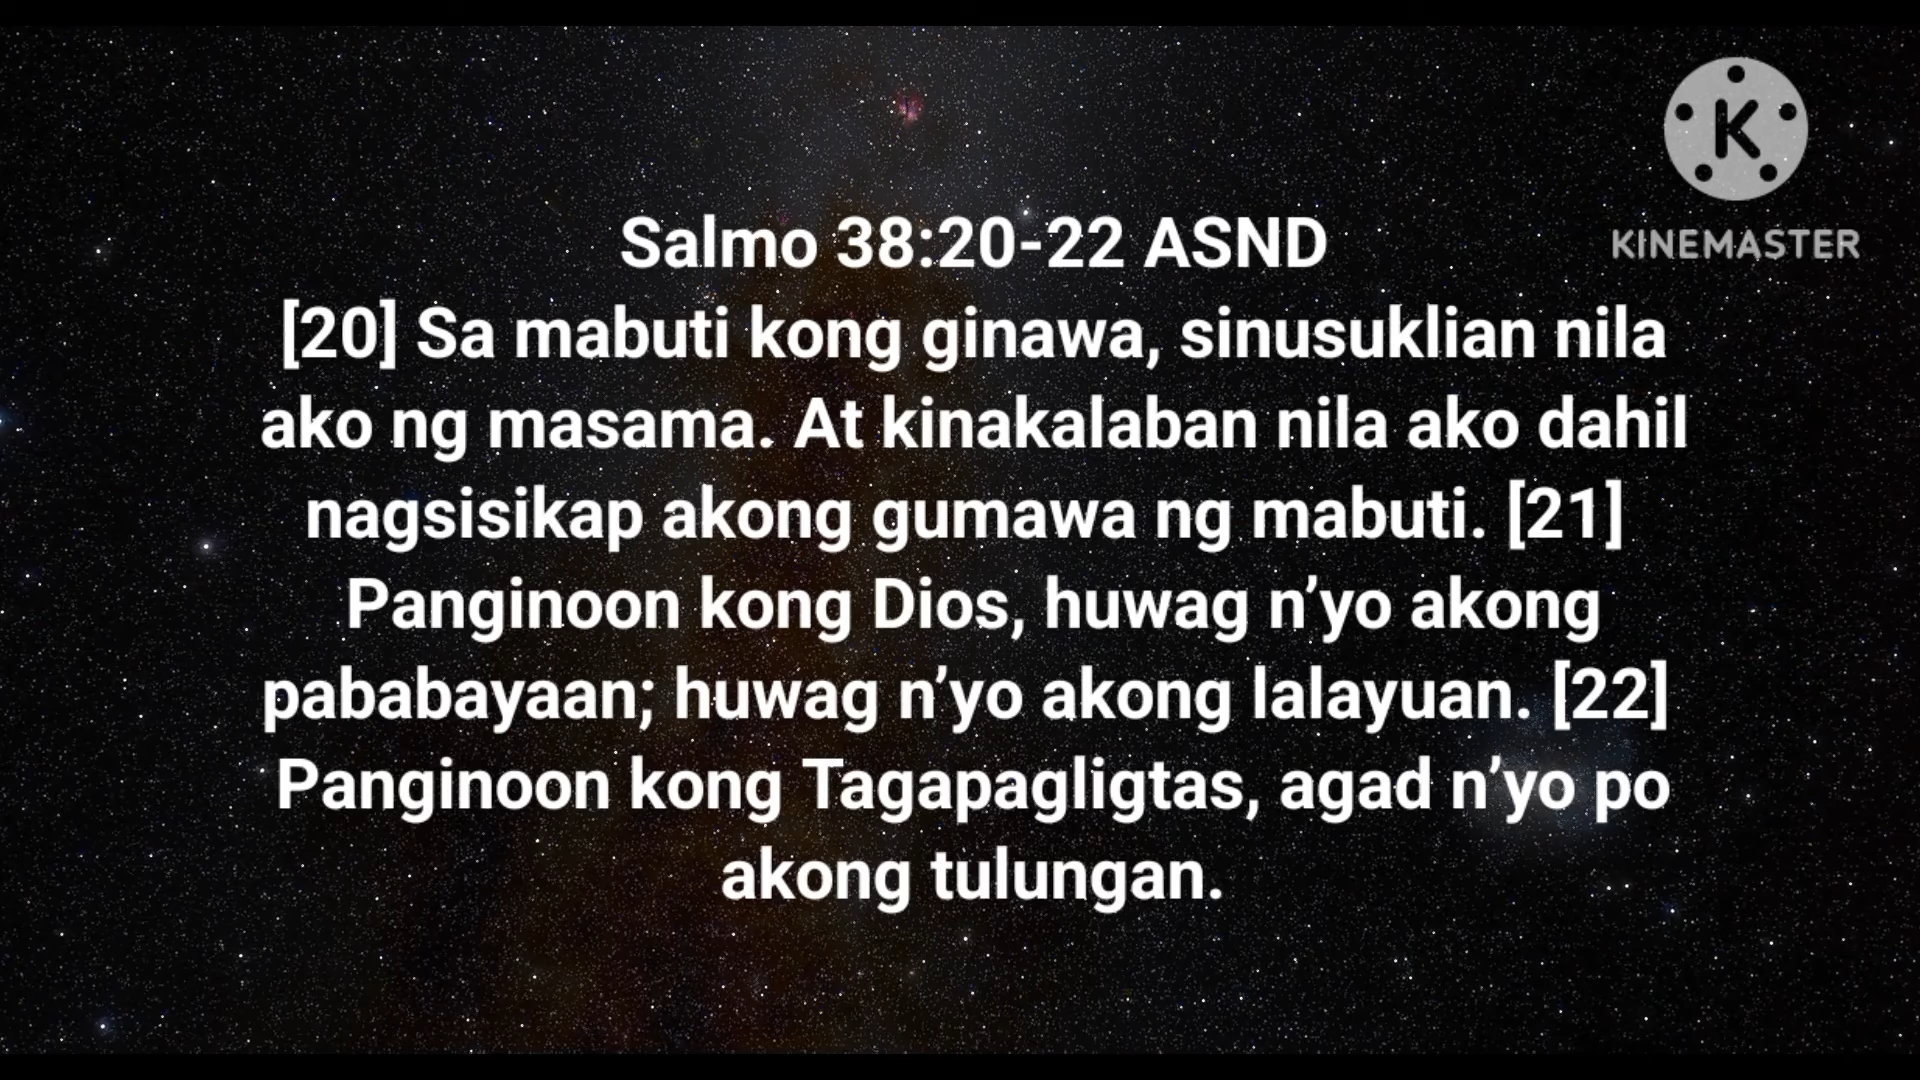 KINEMASTER
Salmo 38:20-22 ASND
[20] Sa mabuti kong ginawa, sinusuklian nila
ako ng masama. At kinakalaban nila ako dahil
nagsisikap akong gumawa ng mabuti. [21]
Panginoon kong Dios, huwag n’yo akong
pababayaan; huwag n’yo akong lalayuan. [22]
Panginoon kong Tagapagligtas, agad n’yo po
akong tulungan.